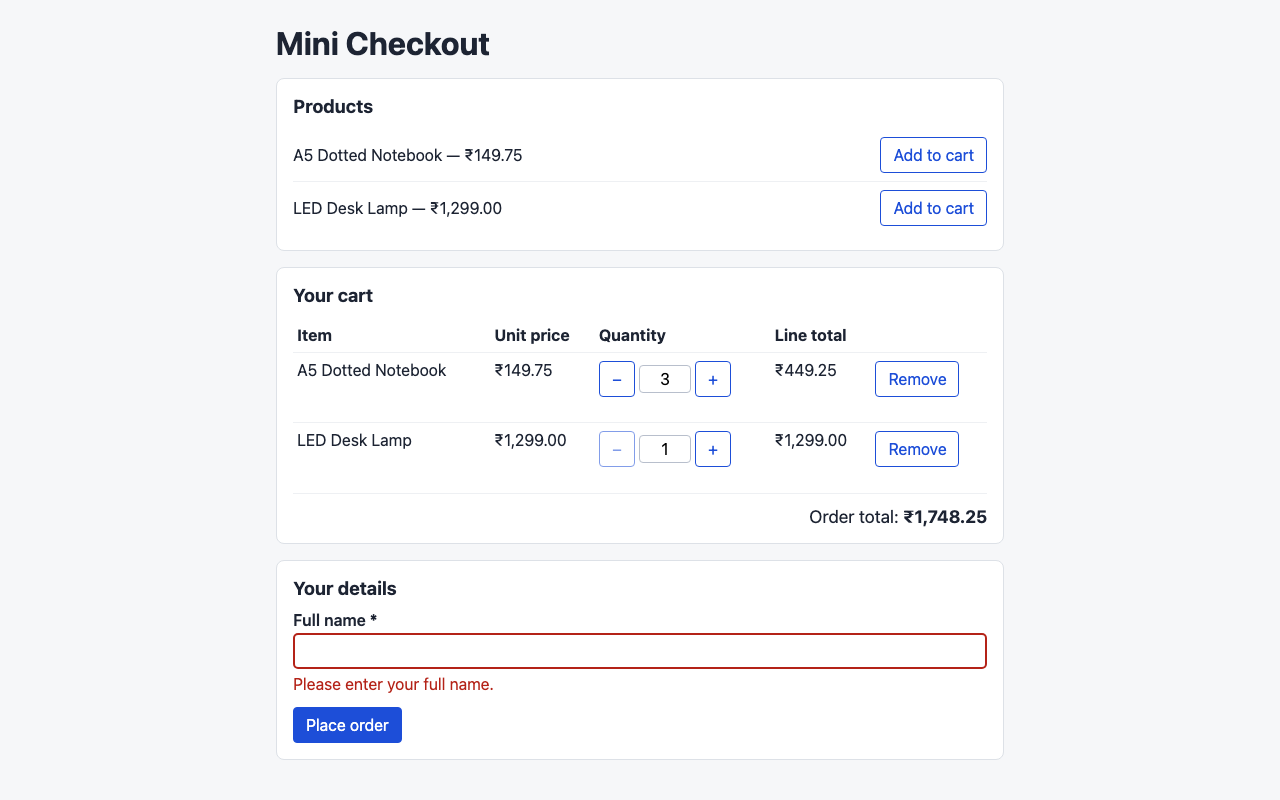 Mini Checkout
Products
A5 Dotted Notebook — ₹149.75 Add to cart
LED Desk Lamp — ₹1,299.00 Add to cart
Your cart
Item Unit price Quantity Line total
A5 Dotted Notebook ₹149.75 − 3 + ₹449.25 Remove
LED Desk Lamp ₹1,299.00 − 1 + ₹1,299.00 Remove
Order total: ₹1,748.25
Your details
Full name *
Please enter your full name.
Place order